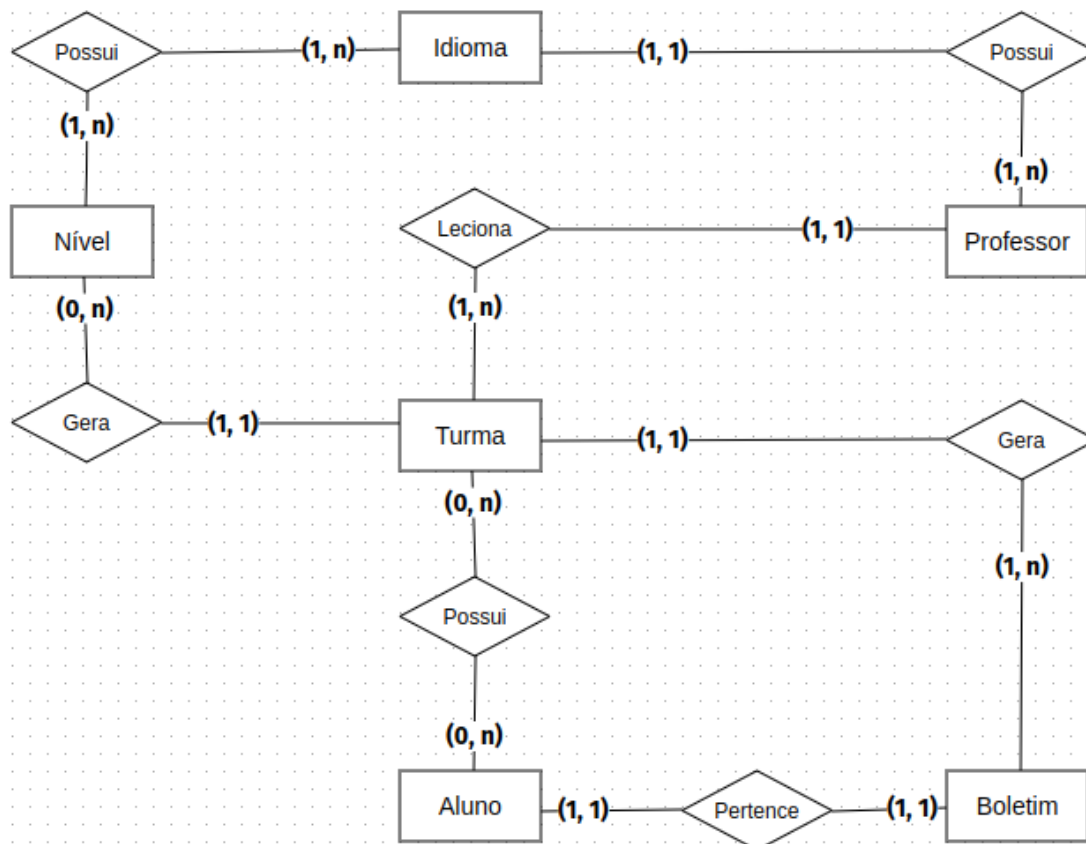 Possui
(1, n)
Idioma
(1, 1)
Possui
(1, n)
(1, n)
Nível
Leciona
(1, 1)
Professor
(0, n)
(1, n)
Gera
(1, 1)
Turma
(1, 1)
Gera
(0, n)
(1, n)
Possui
(0, n)
Aluno
(1, 1)
Pertence
(1, 1)
Boletim